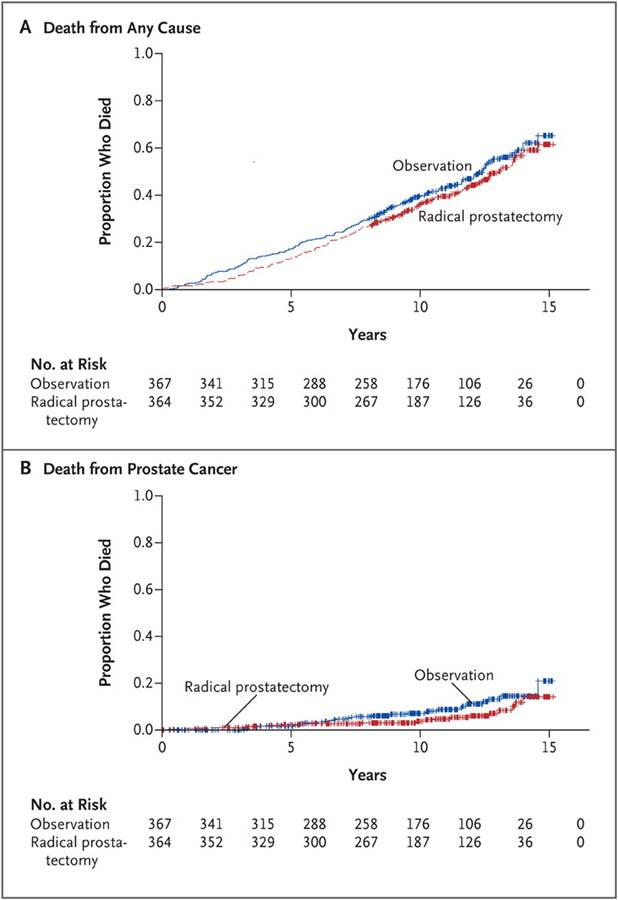 A Death from Any Cause
1.0
0.8
0.6
0.4
0.2
0.0
Proportion Who Died
Observation
Radical prostatectomy
0 5 10 15
Years
No. at Risk
Observation 367 341 315 288 258 176 106 26 0
Radical prosta- 364 352 329 300 267 187 126 36 0
tectomy
B Death from Prostate Cancer
1.0
0.8
0.6
0.4
0.2
0.0
Proportion Who Died
Observation
Radical prostatectomy
0 5 10 15
Years
No. at Risk
Observation 367 341 315 288 258 176 106 26 0
Radical prosta- 364 352 329 300 267 187 126 36 0
tectomy